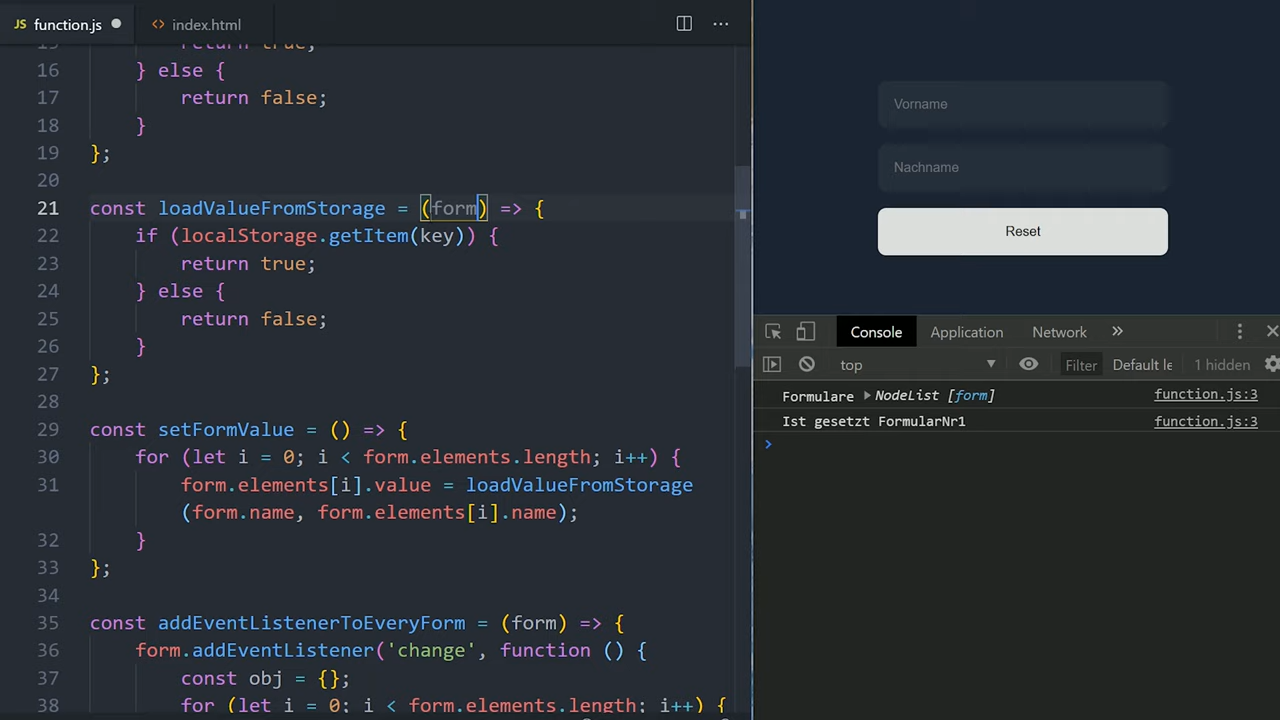 JS function.js
<> index.html
15 return true;
16 } else {
17 return false;
18 }
19 };
20
21 const loadValueFromStorage = (form) => {
22 if (localStorage.getItem(key)) {
23 return true;
24 } else {
25 return false;
26 }
27 };
28
29 const setFormValue = () => {
30 for (let i = 0; i < form.elements.length; i++) {
31 form.elements[i].value = loadValueFromStorage
(form.name, form.elements[i].name);
32 }
33 };
34
35 const addEventListenerToEveryForm = (form) => {
36 form.addEventListener('change', function () {
37 const obj = {};
38 for (let i = 0; i < form.elements.length; i++) {
Vorname
Nachname
Reset
Console Application Network »
top Filter Default le 1 hidden
Formulare ▶ NodeList [form] function.js:3
Ist gesetzt FormularNr1 function.js:3
>